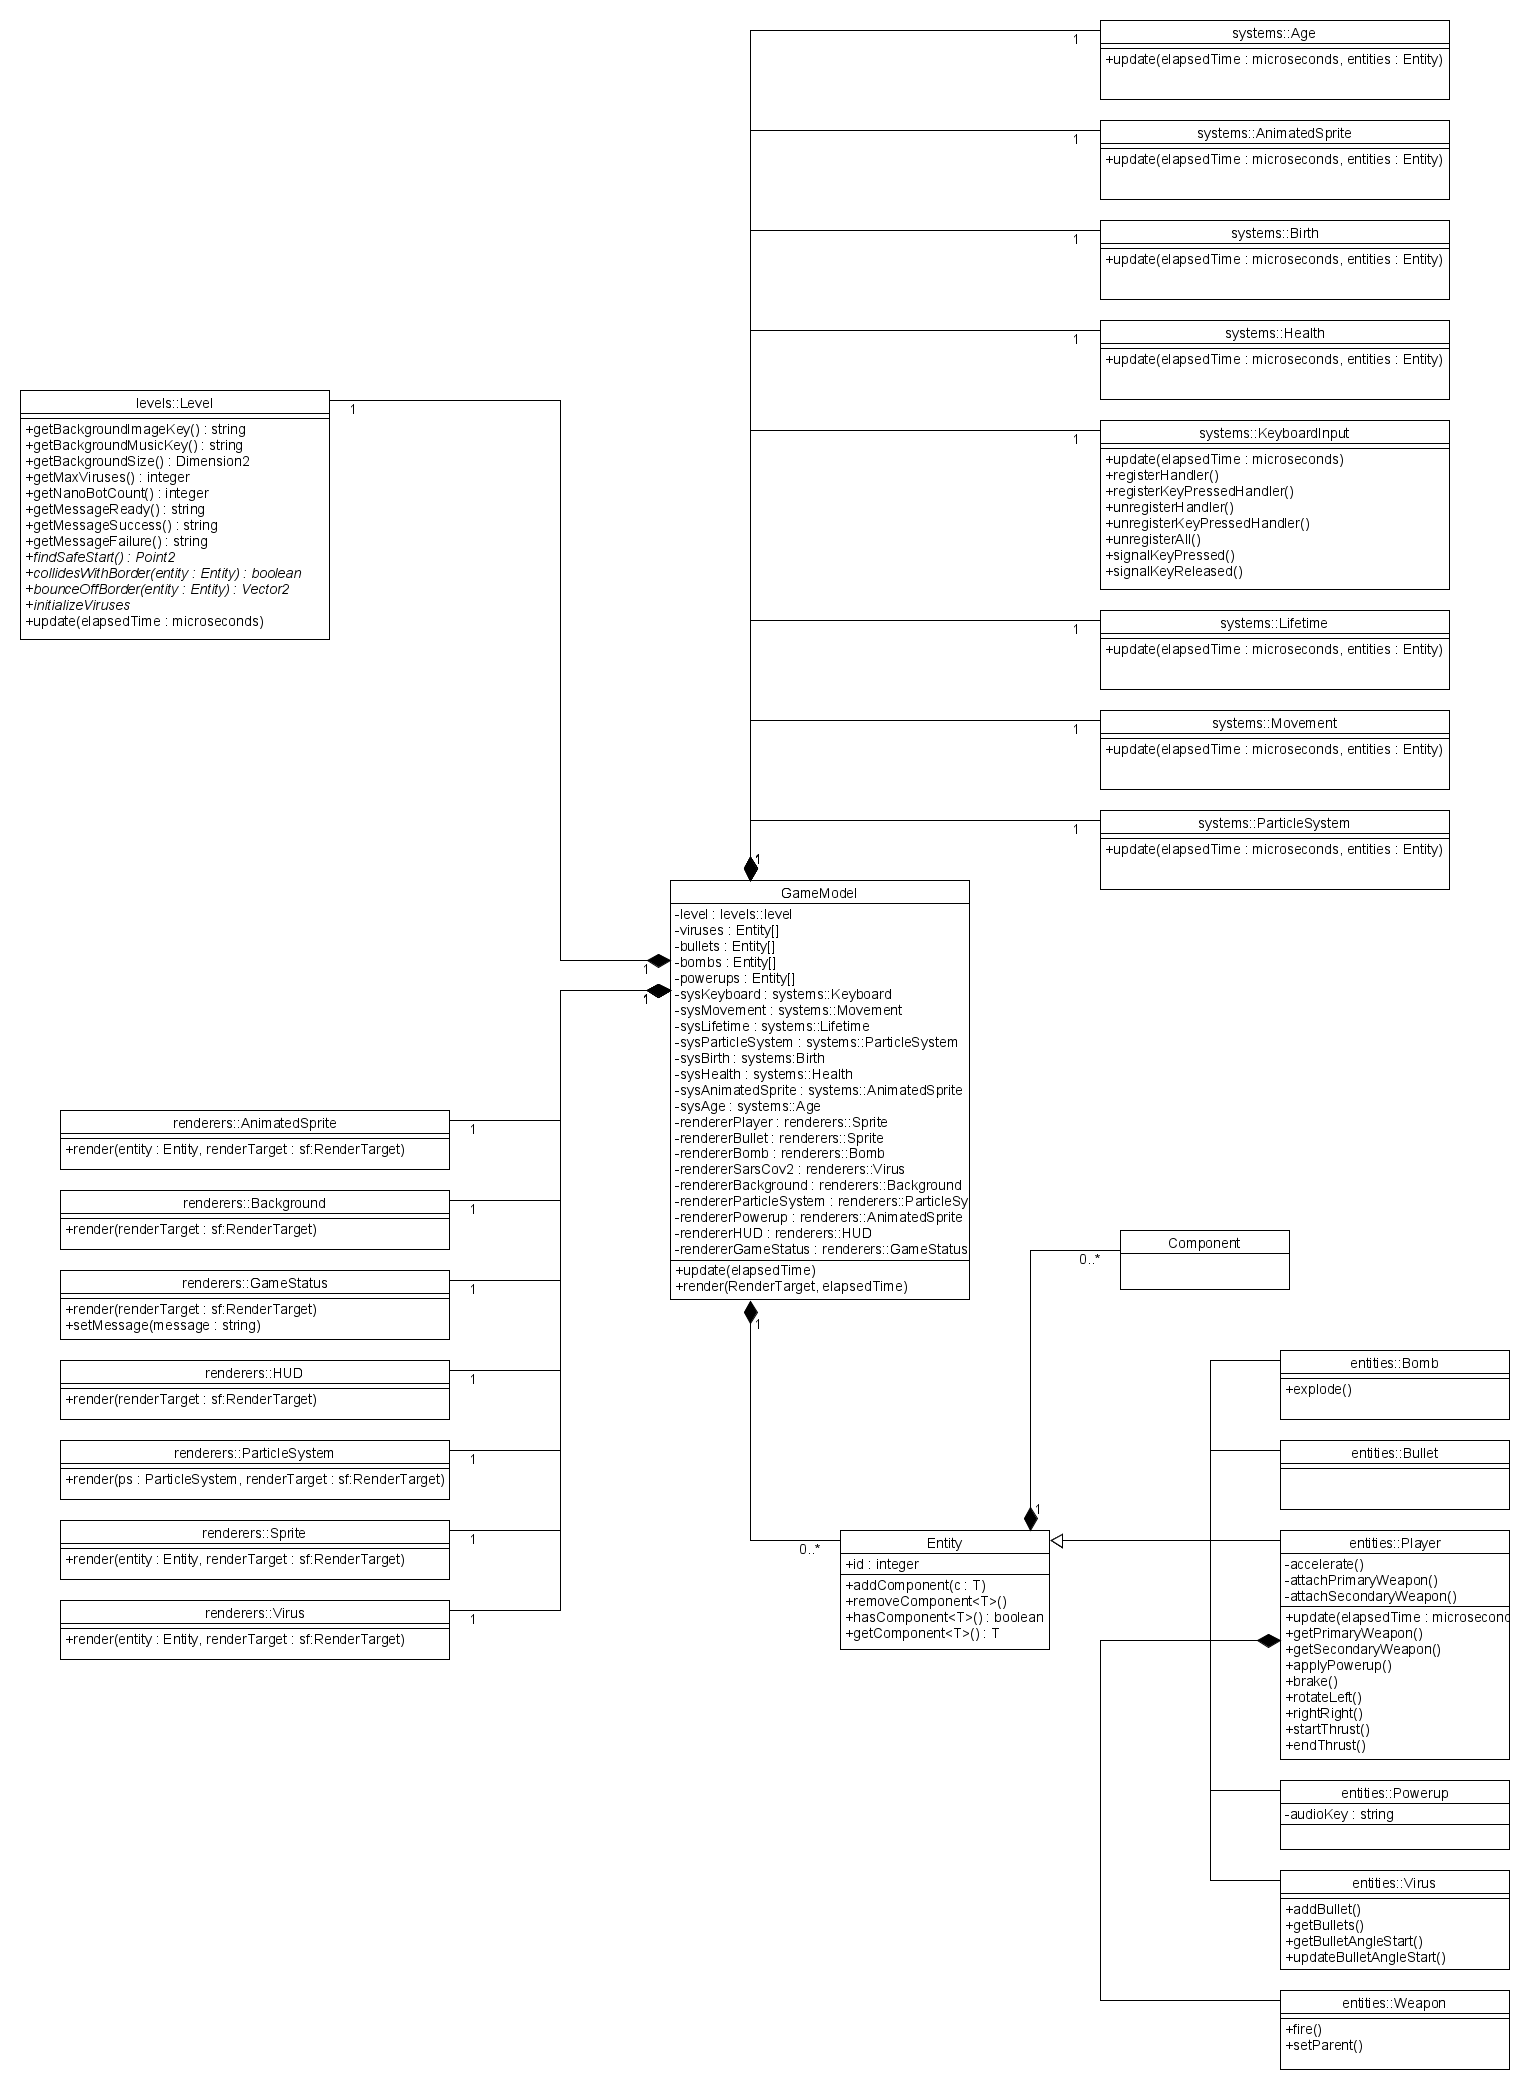 systems::Age
1
+update(elapsedTime : microseconds, entities : Entity)
systems::AnimatedSprite
1
+update(elapsedTime : microseconds, entities : Entity)
systems::Birth
1
+update(elapsedTime : microseconds, entities : Entity)
systems::Health
1
+update(elapsedTime : microseconds, entities : Entity)
systems::KeyboardInput
1
+update(elapsedTime : microseconds)
+registerHandler()
+registerKeyPressedHandler()
+unregisterHandler()
+unregisterKeyPressedHandler()
+unregisterAll()
+signalKeyPressed()
+signalKeyReleased()
systems::Lifetime
1
+update(elapsedTime : microseconds, entities : Entity)
systems::Movement
1
+update(elapsedTime : microseconds, entities : Entity)
systems::ParticleSystem
1
+update(elapsedTime : microseconds, entities : Entity)
levels::Level
1
+getBackgroundImageKey() : string
+getBackgroundMusicKey() : string
+getBackgroundSize() : Dimension2
+getMaxViruses() : integer
+getNanoBotCount() : integer
+getMessageReady() : string
+getMessageSuccess() : string
+getMessageFailure() : string
+findSafeStart() : Point2
+collidesWithBorder(entity : Entity) : boolean
+bounceOffBorder(entity : Entity) : Vector2
+initializeViruses
+update(elapsedTime : microseconds)
1
GameModel
1
1
-level : levels::level
-viruses : Entity[]
-bullets : Entity[]
-bombs : Entity[]
-powerups : Entity[]
-sysKeyboard : systems::Keyboard
-sysMovement : systems::Movement
-sysLifetime : systems::Lifetime
-sysParticleSystem : systems::ParticleSystem
-sysBirth : systems:Birth
-sysHealth : systems::Health
-sysAnimatedSprite : systems::AnimatedSprite
-sysAge : systems::Age
-rendererPlayer : renderers::Sprite
-rendererBullet : renderers::Sprite
-rendererBomb : renderers::Bomb
-rendererSarsCov2 : renderers::Virus
-rendererBackground : renderers::Background
-rendererParticleSystem : renderers::ParticleSy
-rendererPowerup : renderers::AnimatedSprite
-rendererHUD : renderers::HUD
-rendererGameStatus : renderers::GameStatus
+update(elapsedTime)
+render(RenderTarget, elapsedTime)
1
renderers::AnimatedSprite
1
+render(entity : Entity, renderTarget : sf:RenderTarget)
renderers::Background
1
+render(renderTarget : sf:RenderTarget)
renderers::GameStatus
1
+render(renderTarget : sf:RenderTarget)
+setMessage(message : string)
renderers::HUD
1
+render(renderTarget : sf:RenderTarget)
renderers::ParticleSystem
1
+render(ps : ParticleSystem, renderTarget : sf:RenderTarget)
renderers::Sprite
1
+render(entity : Entity, renderTarget : sf:RenderTarget)
renderers::Virus
1
+render(entity : Entity, renderTarget : sf:RenderTarget)
Component
0..*
1
Entity
0..*
+id : integer
+addComponent(c : T)
+removeComponent<T>()
+hasComponent<T>() : boolean
+getComponent<T>() : T
entities::Bomb
+explode()
entities::Bullet
entities::Player
-accelerate()
-attachPrimaryWeapon()
-attachSecondaryWeapon()
+update(elapsedTime : microsecond
+getPrimaryWeapon()
+getSecondaryWeapon()
+applyPowerup()
+brake()
+rotateLeft()
+rightRight()
+startThrust()
+endThrust()
entities::Powerup
-audioKey : string
entities::Virus
+addBullet()
+getBullets()
+getBulletAngleStart()
+updateBulletAngleStart()
entities::Weapon
+fire()
+setParent()